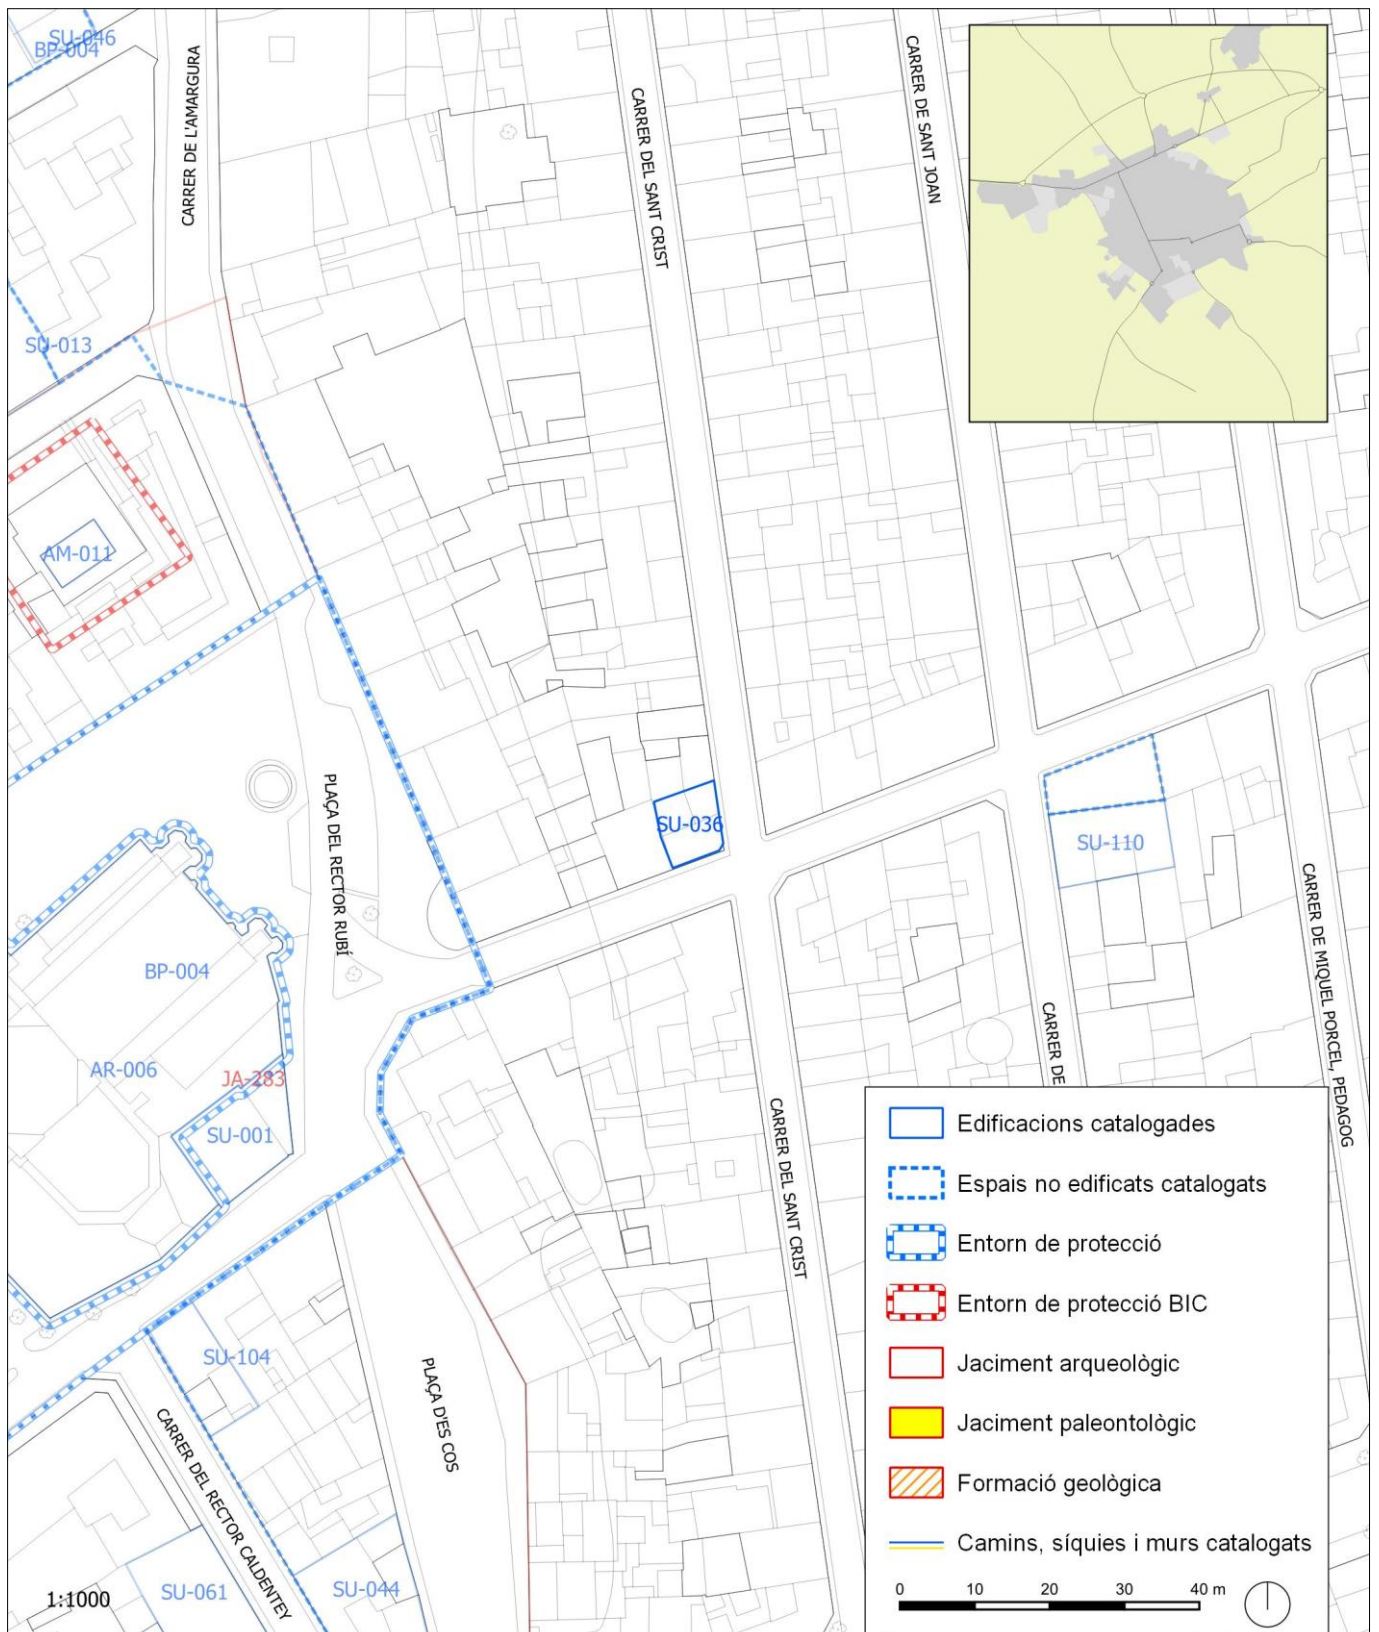 SU-046
BP-004
CARRER DE L'AMARGURA
CARRER DEL SANT CRIST
CARRER DE SANT JOAN
SU-013
AM-011
PLAÇA DEL RECTOR RUBÍ
SU-036
SU-110
CARRER DE MIQUEL PORCEL, PEDAGOG
BP-004
AR-006
JA-283
SU-001
CARRER DE
CARRER DEL SANT CRIST
SU-104
PLAÇA D'ES COS
CARRER DEL RECTOR CALDENTEY
SU-061
SU-044
1:1000
Edificacions catalogades
Espais no edificats catalogats
Entorn de protecció
Entorn de protecció BIC
Jaciment arqueològic
Jaciment paleontològic
Formació geològica
Camins, síquies i murs catalogats
0 10 20 30 40 m